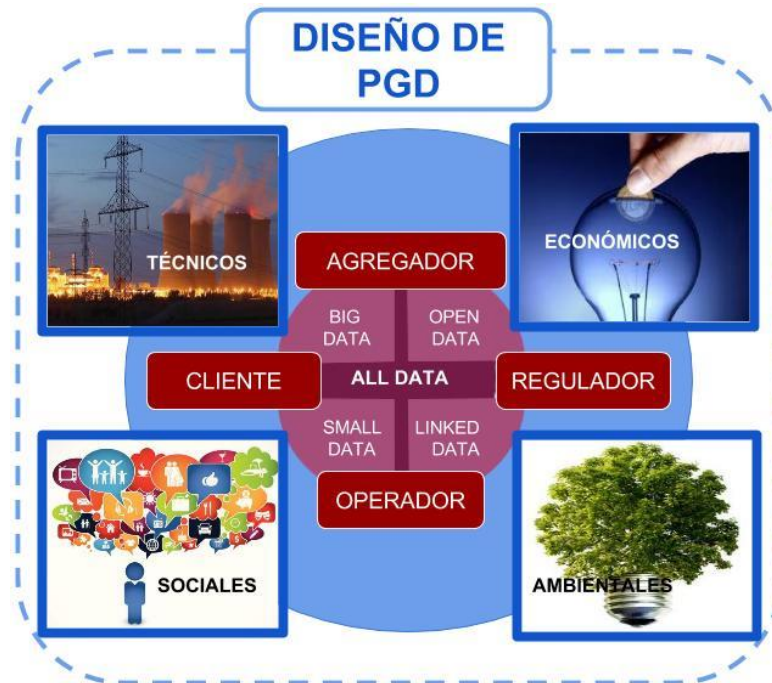 DISEÑO DE
PGD
TÉCNICOS
ECONÓMICOS
AGREGADOR
BIG
DATA
OPEN
DATA
CLIENTE
ALL DATA
REGULADOR
SMALL
DATA
LINKED
DATA
OPERADOR
SOCIALES
AMBIENTALES